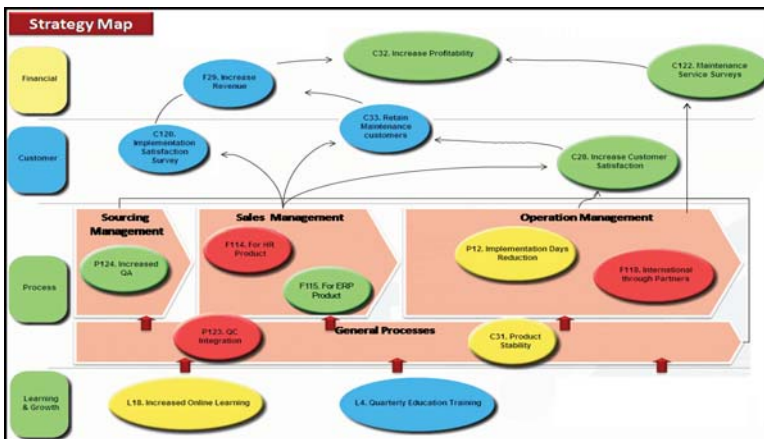 Strategy Map
Financial
C32. Increase Profitability
F29. Increase
Revenue
C122. Maintenance
Service Surveys
Customer
C120.
Implementation
Satisfaction
Survey
C33. Retain
Maintenance
customers
C28. Increase Customer
Satisfaction
Process
Sourcing
Management
P124. Increased
QA
Sales Management
F114. For HR
Product
F115. For ERP
Product
Operation Management
P12. Implementation Days
Reduction
F118. International
through Partners
General Processes
P123. QC
Integration
C31. Product
Stability
Learning
& Growth
L18. Increased Online Learning
L4. Quarterly Education Training